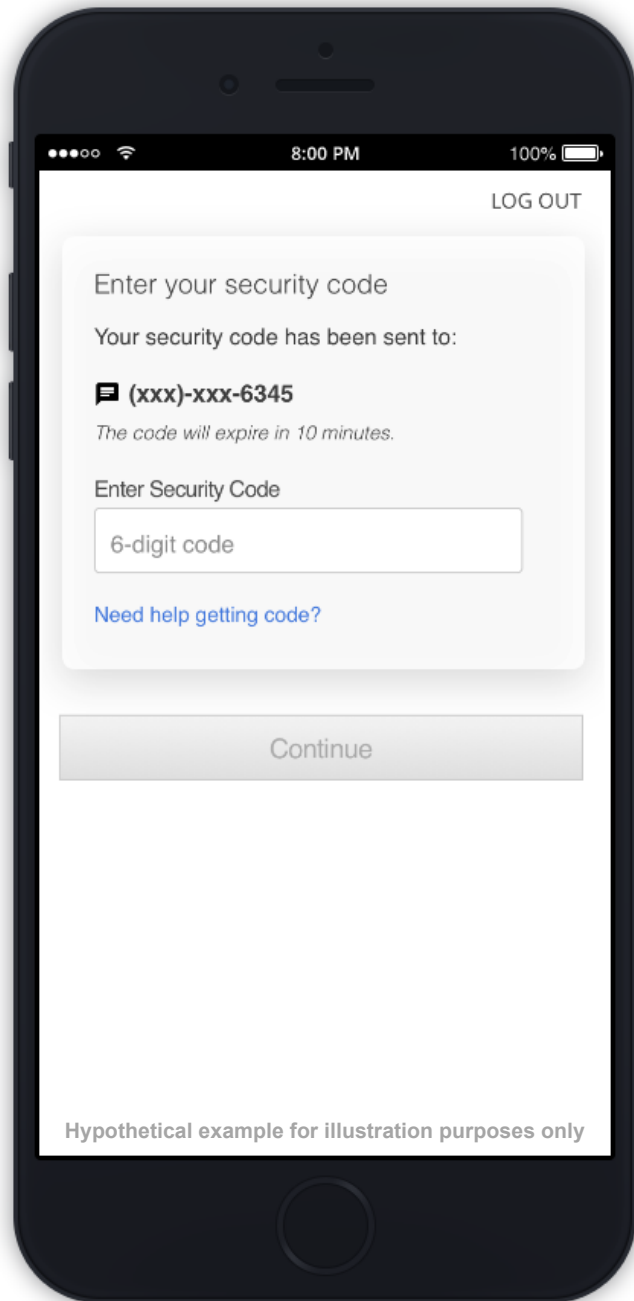 8:00 PM 100%
LOG OUT
Enter your security code
Your security code has been sent to:
(xxx)-xxx-6345
The code will expire in 10 minutes.
Enter Security Code
6-digit code
Need help getting code?
Continue
Hypothetical example for illustration purposes only